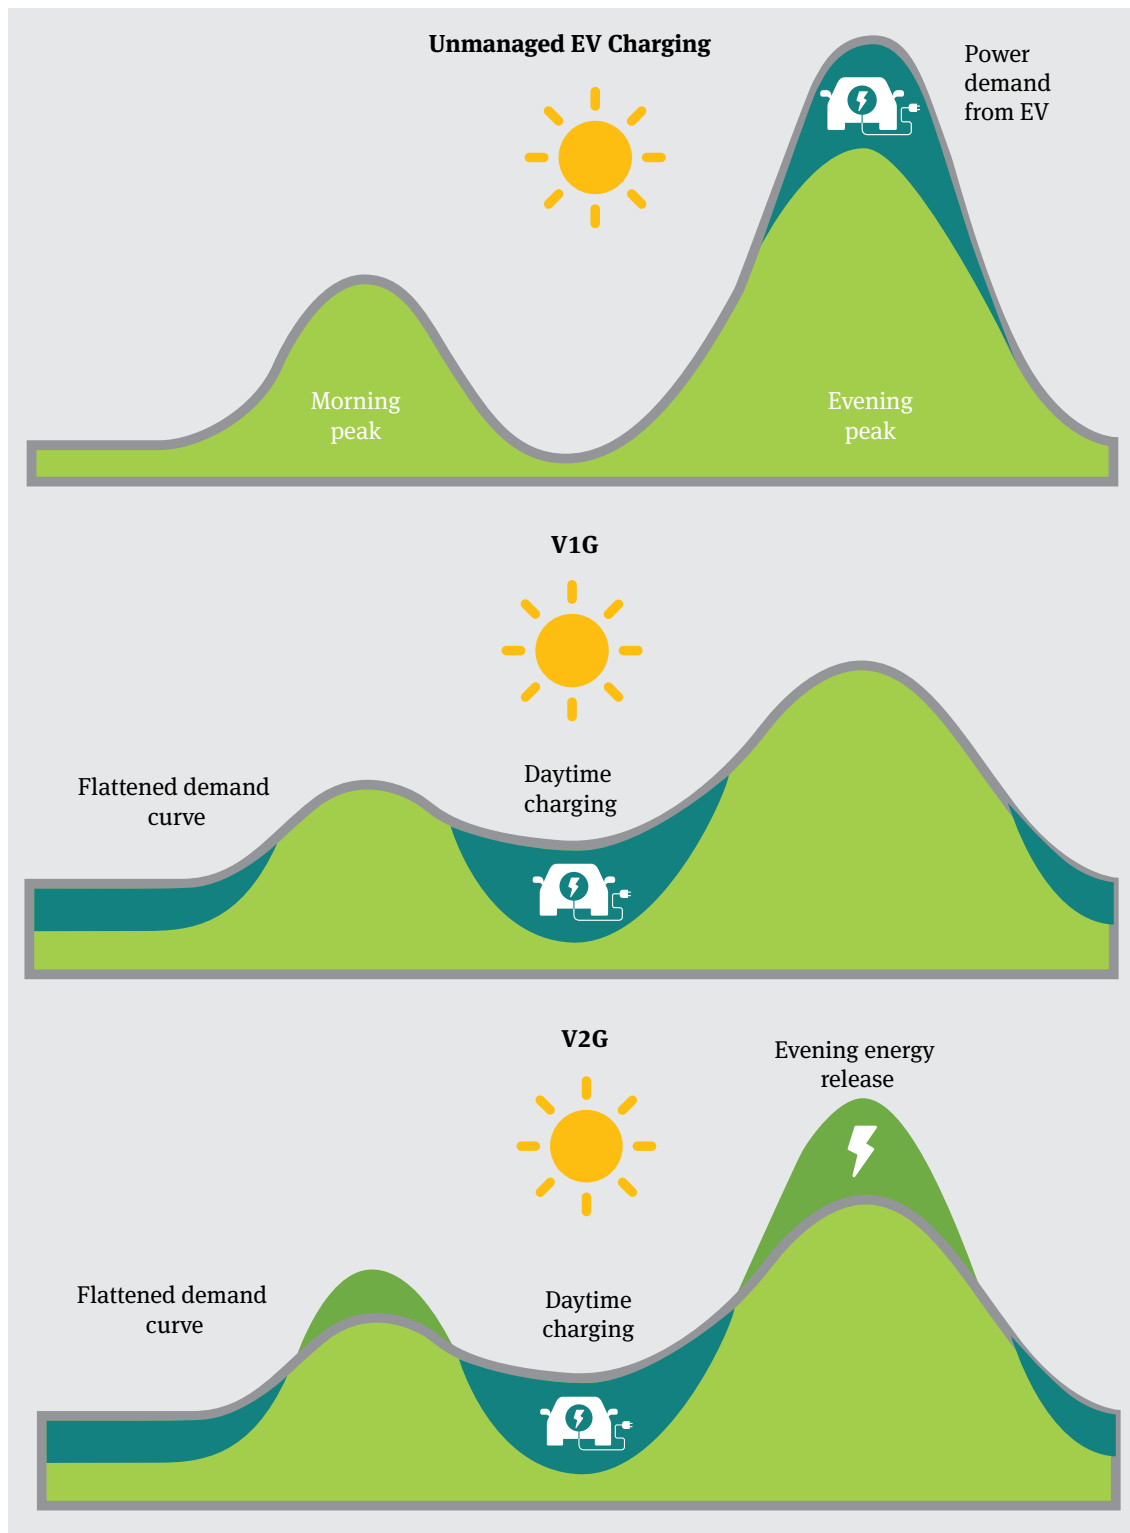 Unmanaged EV Charging
Power
demand
from EV
Morning
peak
Evening
peak
V1G
Flattened demand
curve
Daytime
charging
V2G
Evening energy
release
Flattened demand
curve
Daytime
charging